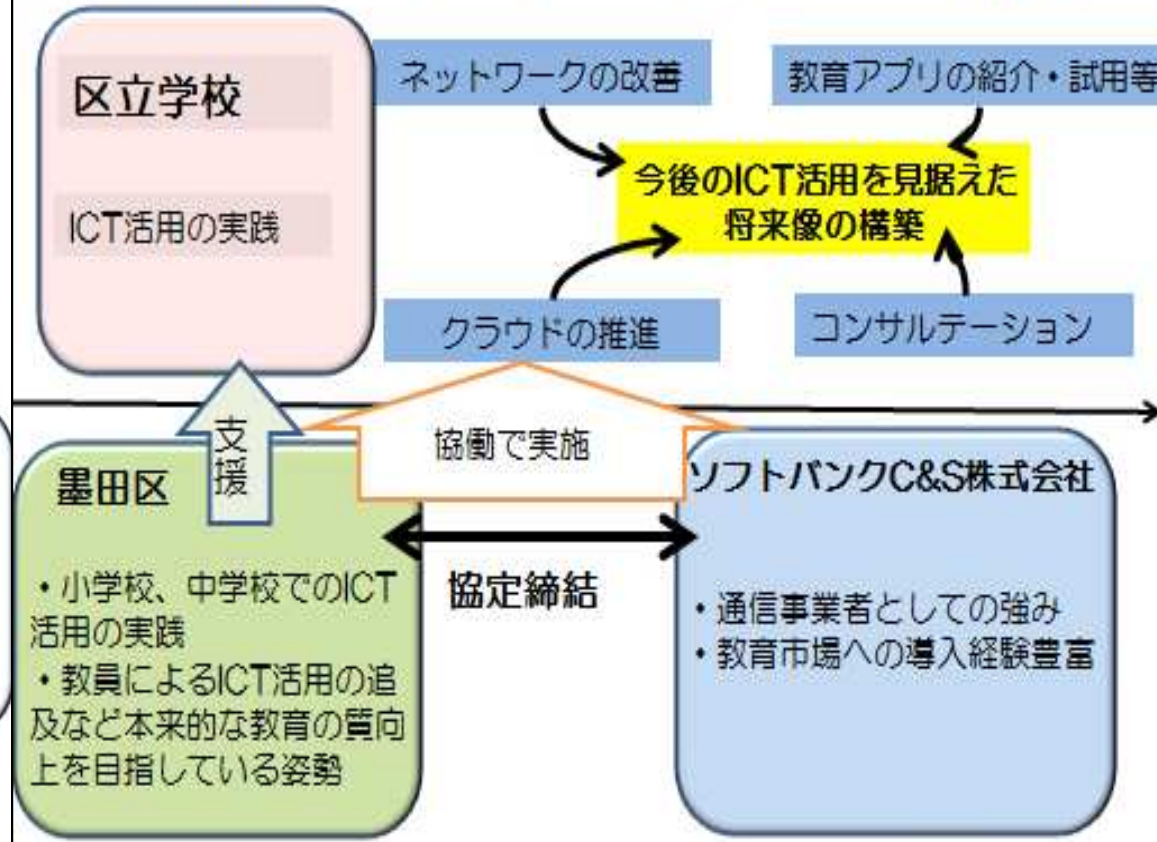 区立学校
ICT活用の実践
ネットワークの改善
教育アプリの紹介・試用等
今後のICT活用を見据えた
将来像の構築
クラウドの推進
コンサルテーション
支
援
協働で実施
墨田区
・小学校、中学校でのICT
活用の実践
・教員によるICT活用の追
及など本来的な教育の質向
上を目指している姿勢
協定締結
ソフトバンクC&S株式会社
・通信事業者としての強み
・教育市場への導入経験豊富